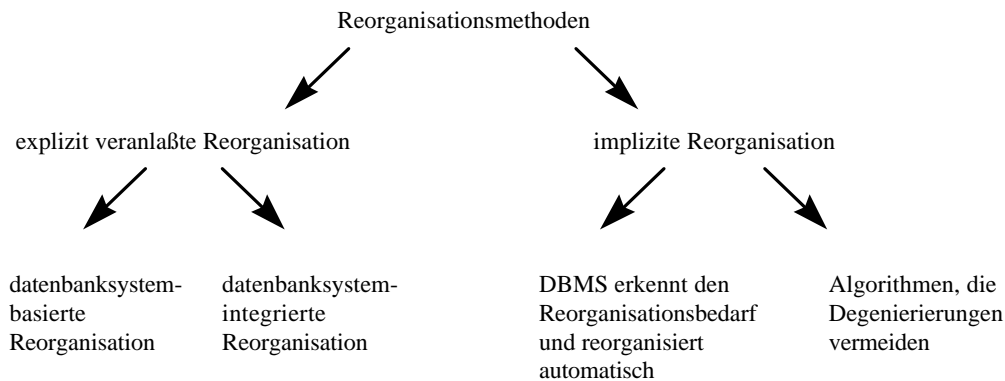 Reorganisationsmethoden
explizit veranlaßte Reorganisation
implizite Reorganisation
datenbanksystem-
basierte
Reorganisation
datenbanksystem-
integrierte
Reorganisation
DBMS erkennt den
Reorganisationsbedarf
und reorganisiert
automatisch
Algorithmen, die
Degenierierungen
vermeiden